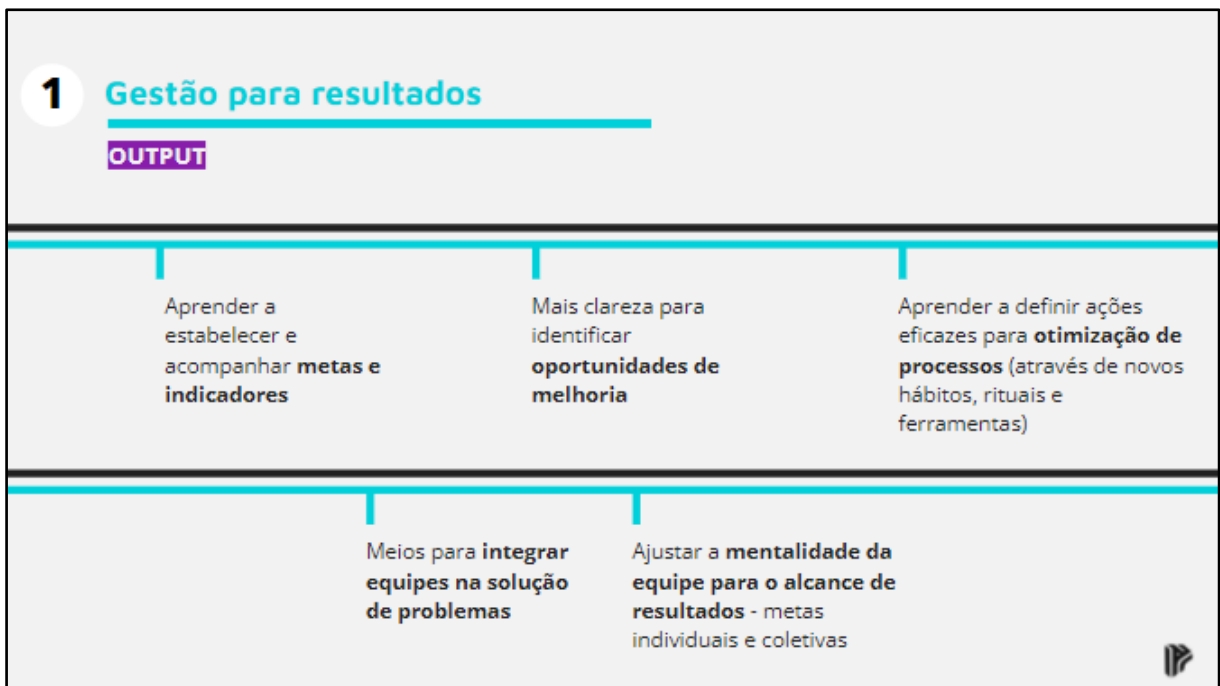 1
Gestão para resultados
OUTPUT
Aprender a
estabelecer e
acompanhar metas e
indicadores
Mais clareza para
identificar
oportunidades de
melhoria
Aprender a definir ações
eficazes para otimização de
processos (através de novos
hábitos, rituais e
ferramentas)
Meios para integrar
equipes na solução
de problemas
Ajustar a mentalidade da
equipe para o alcance de
resultados - metas
individuais e coletivas